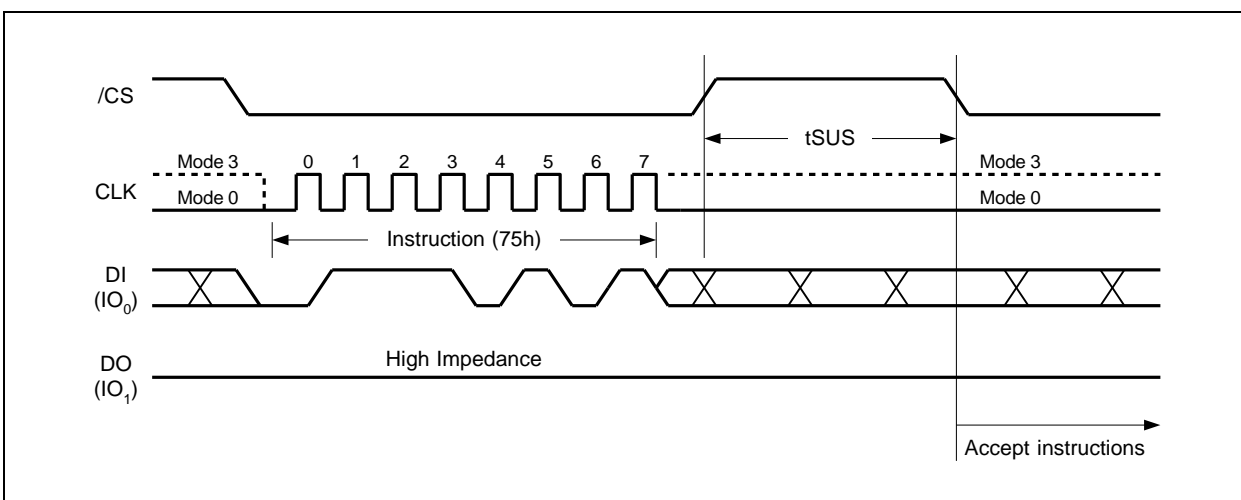 /CS
tSUS
Mode 3
0 1 2 3 4 5 6 7
Mode 3
CLK
Mode 0
Mode 0
Instruction (75h)
DI
(IO0)
High Impedance
DO
(IO1)
Accept instructions